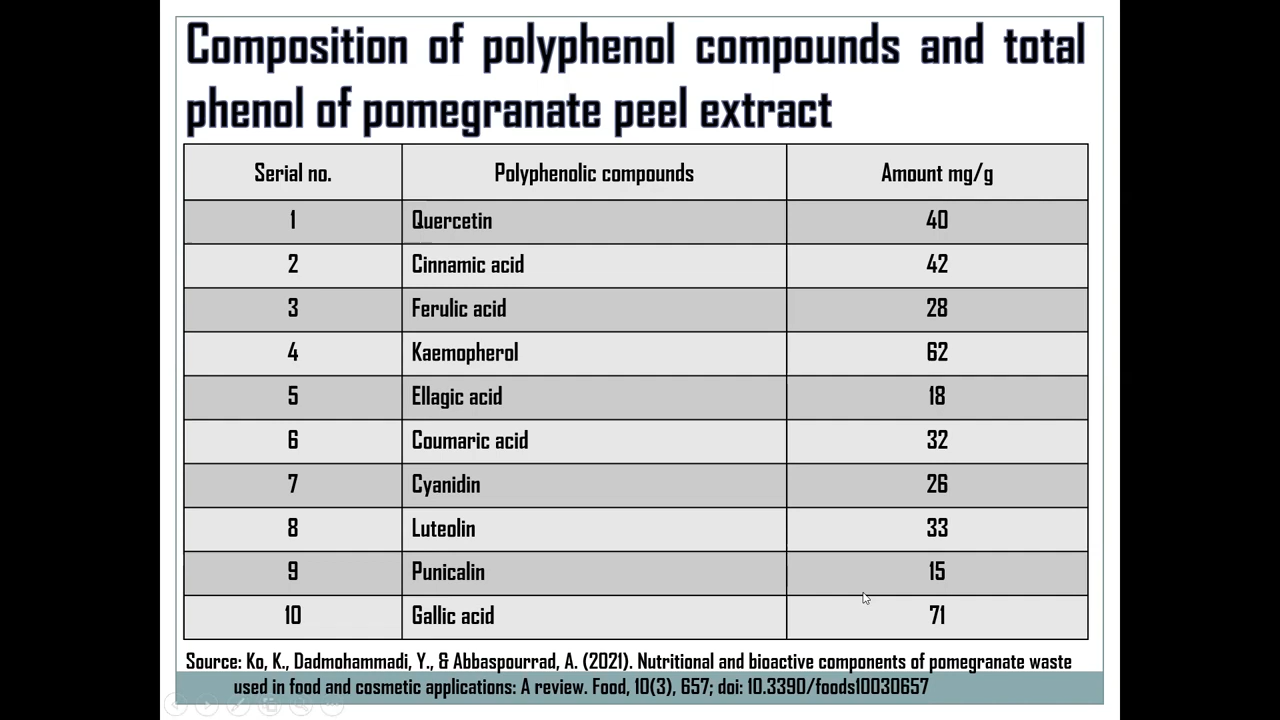 Composition of polyphenol compounds and total
phenol of pomegranate peel extract
Serial no. Polyphenolic compounds Amount mg/g
1 Quercetin 40
2 Cinnamic acid 42
3 Ferulic acid 28
4 Kaemopherol 62
5 Ellagic acid 18
6 Coumaric acid 32
7 Cyanidin 26
8 Luteolin 33
9 Punicalin 15
10 Gallic acid 71
Source: Ko, K., Dadmohammadi, Y., & Abbaspourrad, A. (2021). Nutritional and bioactive components of pomegranate waste
used in food and cosmetic applications: A review. Food, 10(3), 657; doi: 10.3390/foods10030657